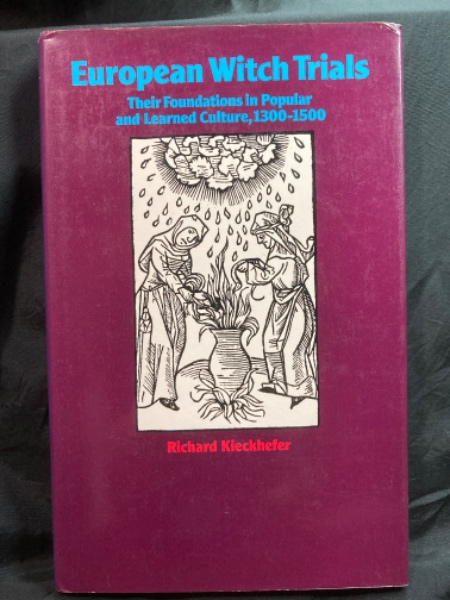 European Witch Trials
Their Foundations in Popular
and Learned Culture, 1300-1500
Richard Kieckhefer